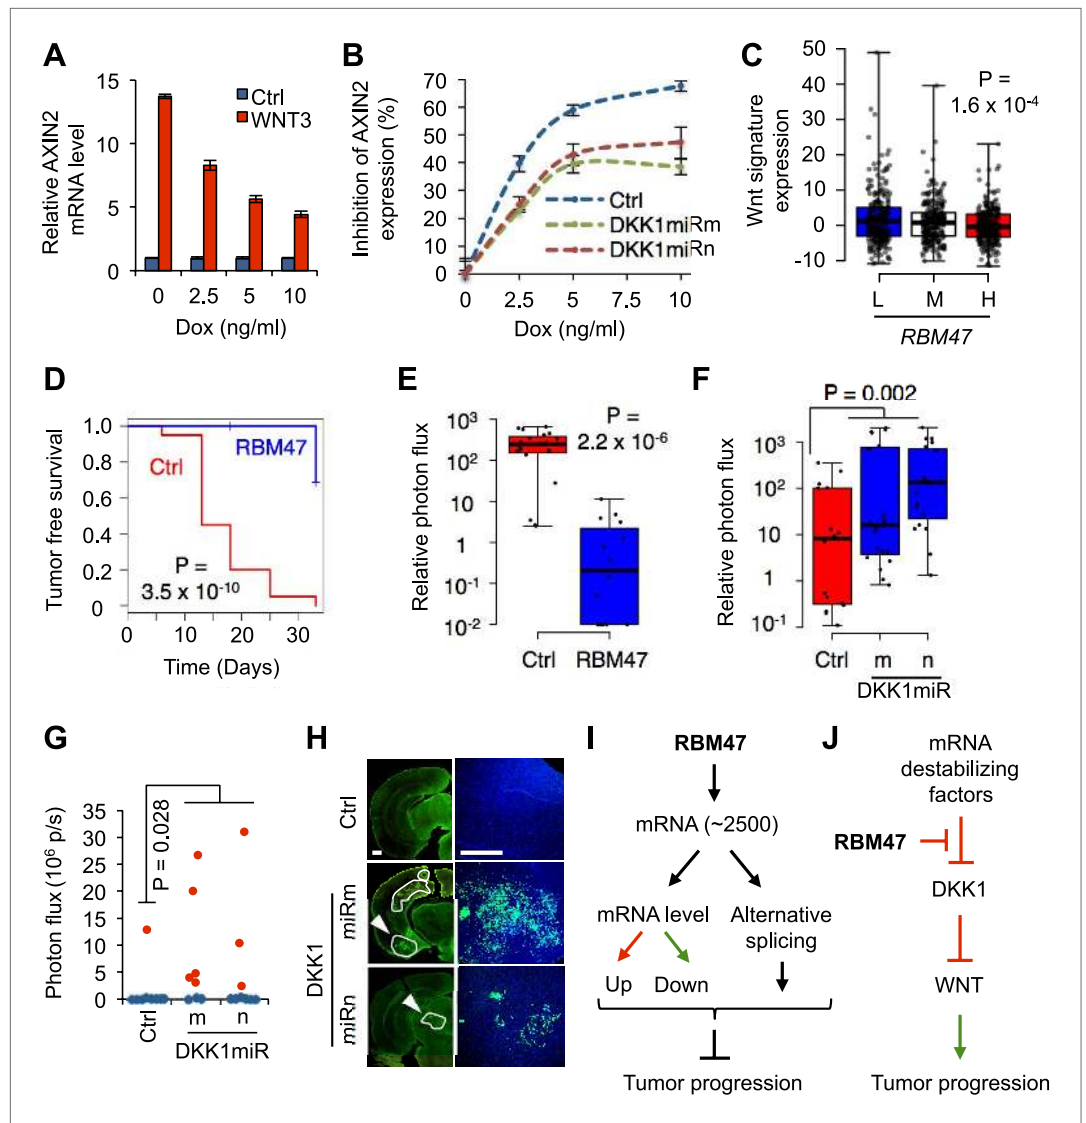 A
Relative AXIN2
mRNA level
15
10
5
0
Ctrl
WNT3
0 2.5 5 10
Dox (ng/ml)
B
Inhibition of AXIN2
expression (%)
70
60
50
40
30
20
10
0
Ctrl
DKK1miRm
DKK1miRn
0 2.5 5 7.5 10
Dox (ng/ml)
C
Wnt signature
expression
50
40
30
20
10
0
-10
P =
1.6 x 10-4
L M H
RBM47
D
Tumor free survival
1.0
0.8
0.6
0.4
0.2
0
RBM47
Ctrl
P =
3.5 x 10-10
0 10 20 30
Time (Days)
E
Relative photon flux
10³
10²
10
1
10-1
10-2
P =
2.2 x 10-6
Ctrl RBM47
F
P = 0.002
Relative photon flux
10³
10²
10
1
10-1
Ctrl m n
DKK1miR
G
Photon flux (10⁶ p/s)
35
30
25
20
15
10
5
0
P = 0.028
Ctrl m n
DKK1miR
H
Ctrl
DKK1
miRm
miRn
I
RBM47
mRNA (~2500)
mRNA level
Alternative
splicing
Up Down
Tumor progression
J
mRNA
destabilizing
factors
RBM47
DKK1
WNT
Tumor progression